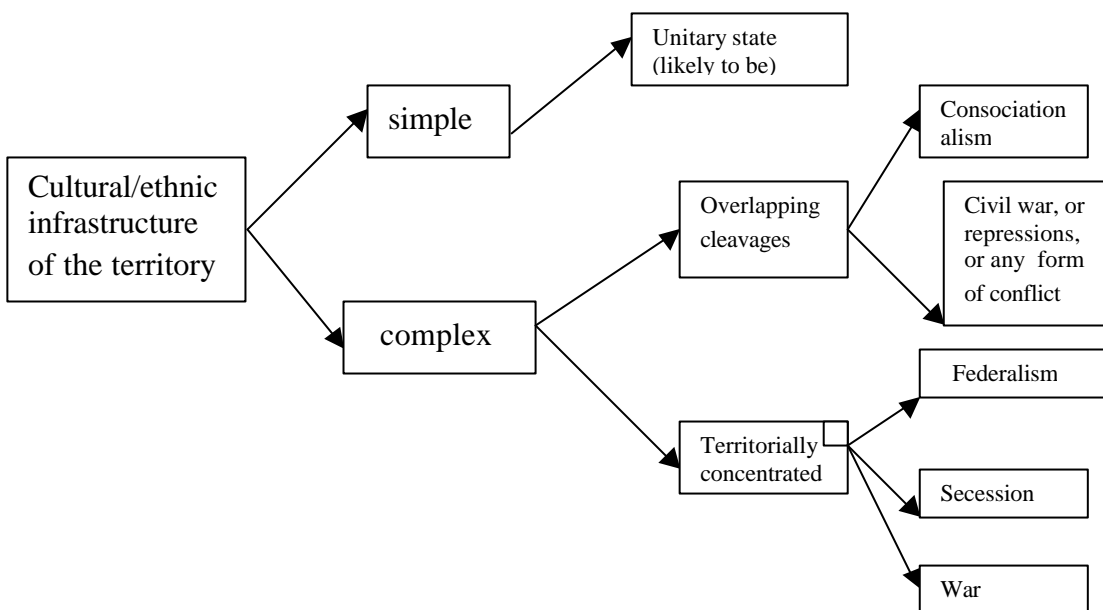 Unitary state
(likely to be)
simple
Consociation
alism
Cultural/ethnic
infrastructure
of the territory
Overlapping
cleavages
Civil war, or
repressions,
or any form
of conflict
complex
Federalism
Territorially
concentrated
Secession
War